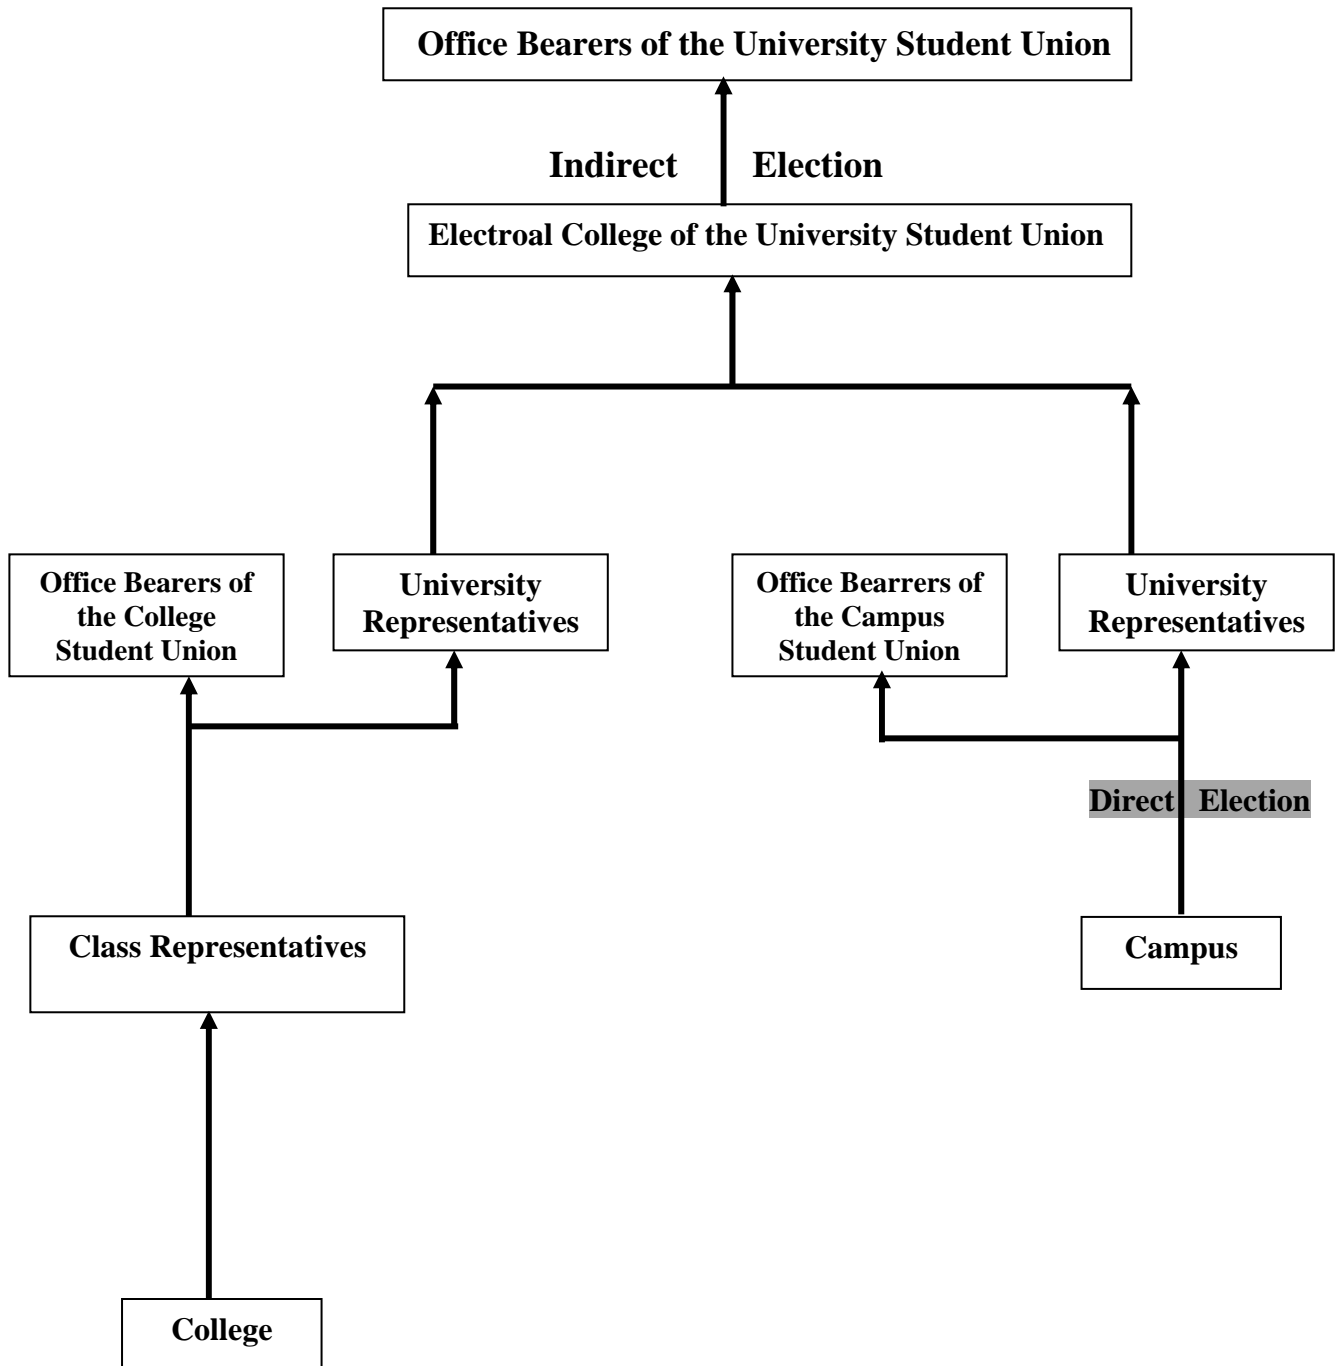 Office Bearers of the University Student Union
Indirect Election
Electroal College of the University Student Union
Office Bearers of
the College
Student Union
University
Representatives
Office Bearrers of
the Campus
Student Union
University
Representatives
Direct Election
Class Representatives
Campus
College